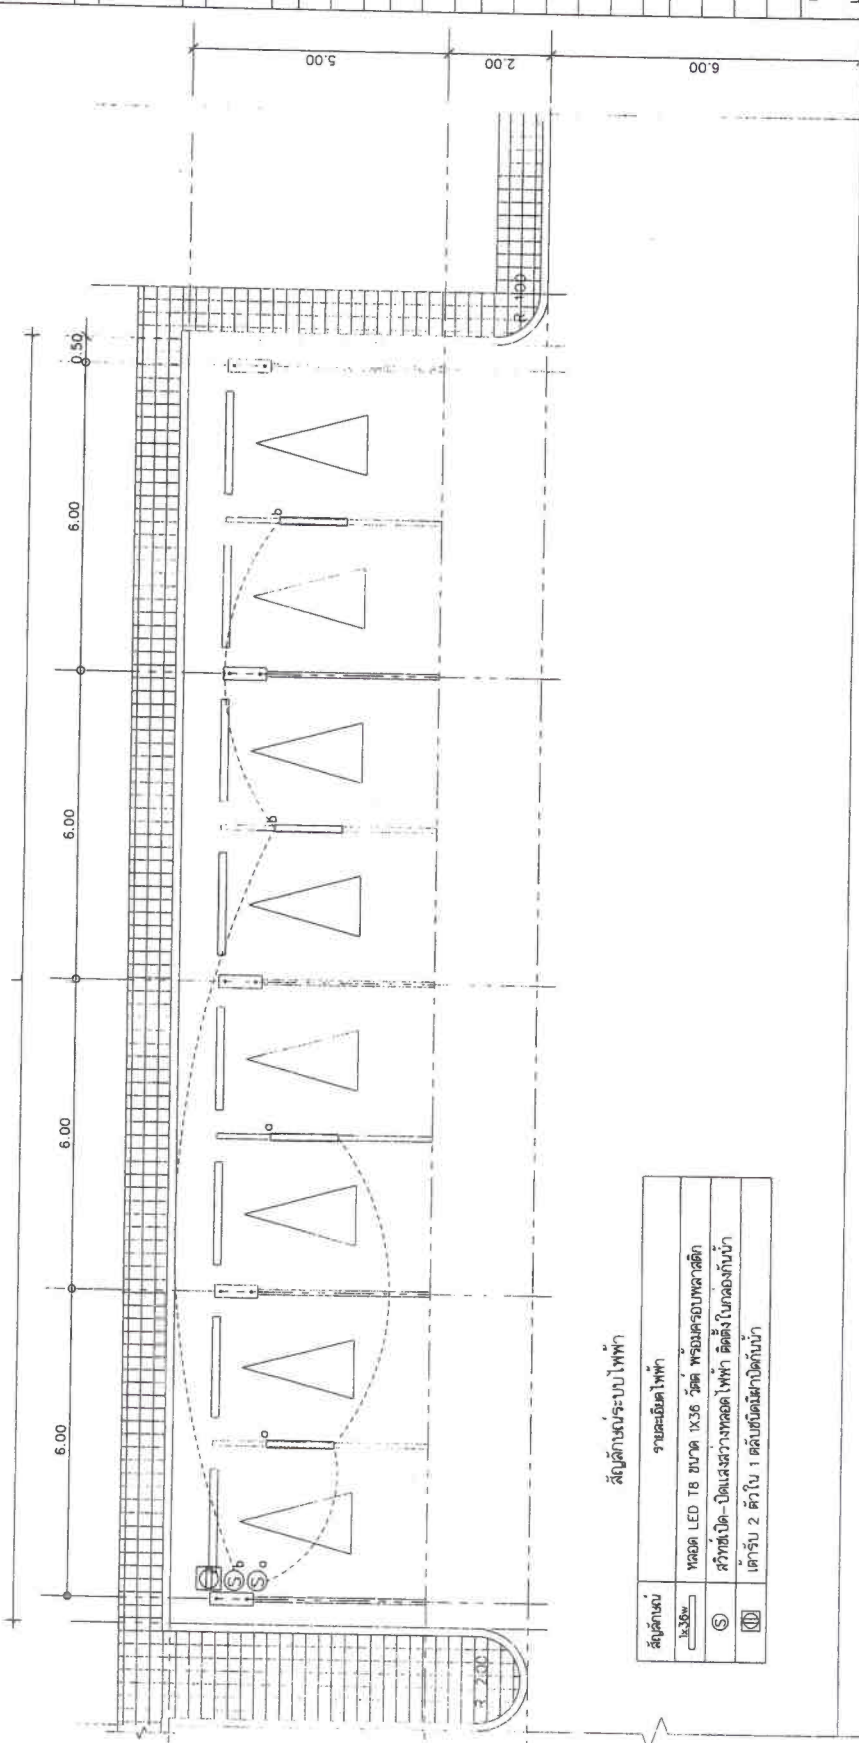 5.00
2.00
6.00
0.50
6.00
6.00
6.00
6.00
R 1.00
R 2.00
b
a
a
b
a
S
S
สัญลักษณ์ระบบไฟฟ้า
สัญลักษณ์ รายละเอียดไฟฟ้า
1x36w หลอด LED T8 ขนาด 1X36 วัตต์ พร้อมครอบพลาสติก
S สวิทช์เปิด-ปิดแสงสว่างหลอดไฟฟ้า ติดตั้งในกล่องกันน้ำ
เต้ารับ 2 ตัวใน 1 ตลับชนิดมีฝาปิดกันน้ำ